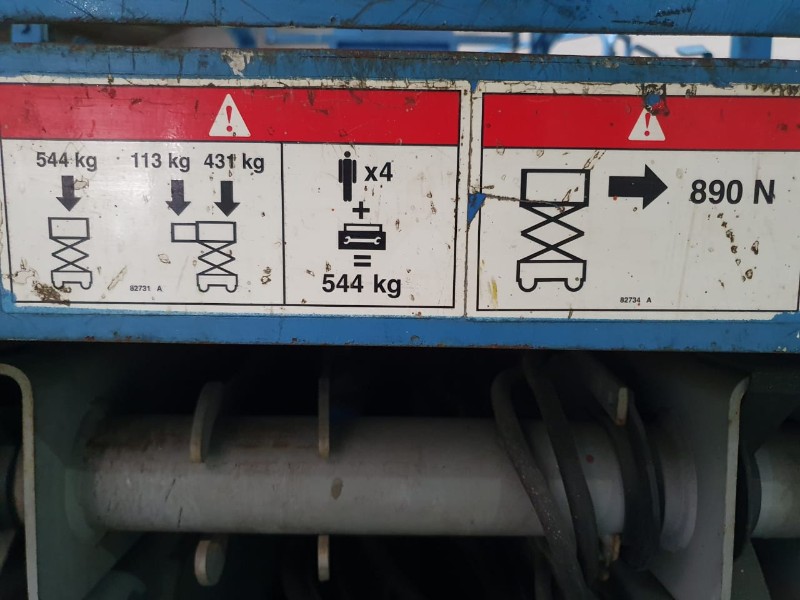 544 kg
113 kg 431 kg
x4
+
=
544 kg
82731 A
890 N
82734 A